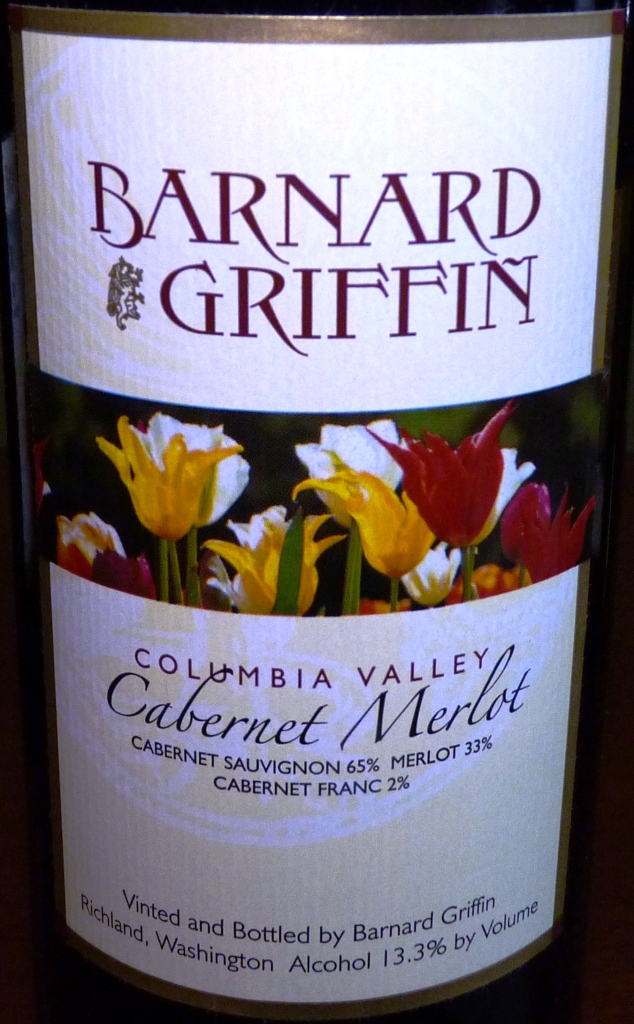 BARNARD
GRIFFIÑ
COLUMBIA VALLEY
Cabernet Merlot
CABERNET SAUVIGNON 65% MERLOT 33%
CABERNET FRANC 2%
Vinted and Bottled by Barnard Griffin
Richland, Washington Alcohol 13.3% by Volume